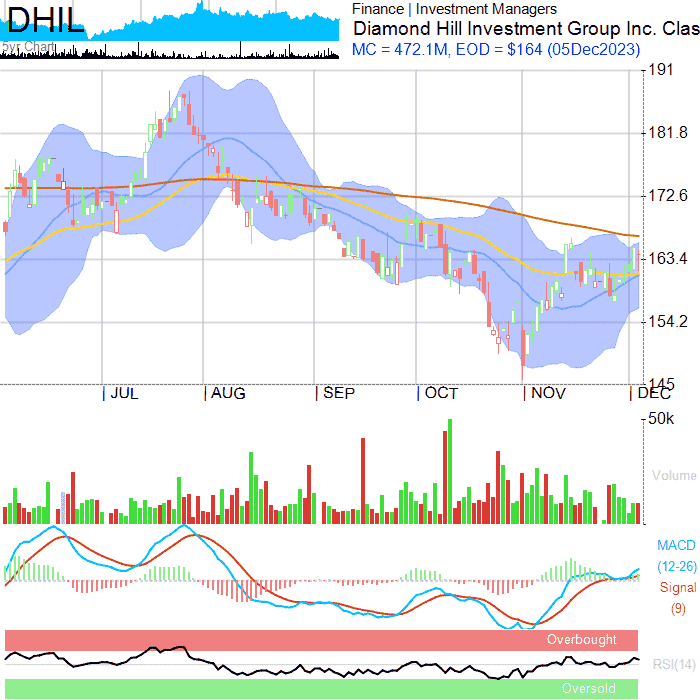 DHIL
5yr Chart
Finance | Investment Managers
Diamond Hill Investment Group Inc. Clas
MC = 472.1M, EOD = $164 (05Dec2023)
191
181.8
172.6
163.4
154.2
145
JUL AUG SEP OCT NOV DEC
50k
Volume
MACD
(12-26)
Signal
(9)
Overbought
RSI(14)
Oversold